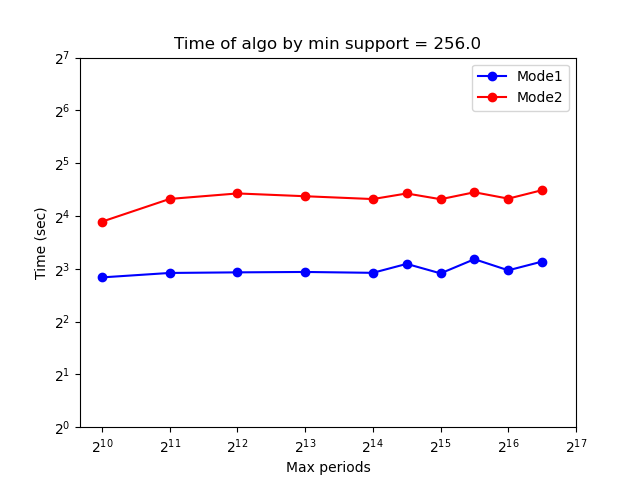 Time of algo by min support = 256.0
Mode1
Mode2
2^7
2^6
2^5
2^4
2^3
2^2
2^1
2^0
Time (sec)
2^10 2^11 2^12 2^13 2^14 2^15 2^16 2^17
Max periods